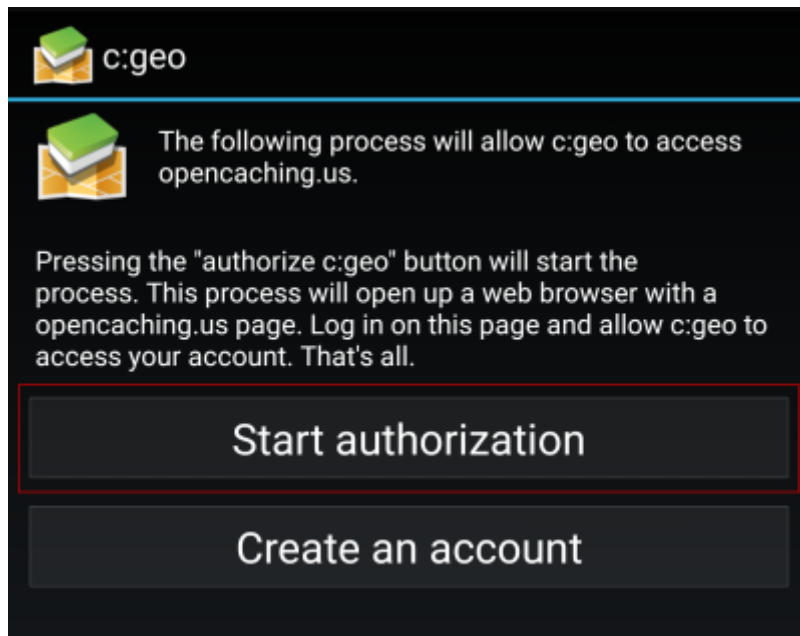 c:geo
The following process will allow c:geo to access
opencaching.us.
Pressing the "authorize c:geo" button will start the
process. This process will open up a web browser with a
opencaching.us page. Log in on this page and allow c:geo to
access your account. That's all.
Start authorization
Create an account